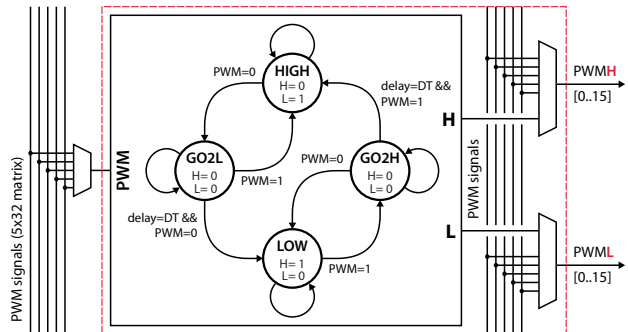 PWM signals (5x32 matrix)
PWM
HIGH
H= 0
L= 1
PWM=0
delay=DT &&
PWM=1
GO2L
H= 0
L= 0
PWM=1
PWM=0
GO2H
H= 0
L= 0
delay=DT &&
PWM=0
LOW
H= 1
L= 0
PWM=1
H
L
PWM signals
PWMH
[0..15]
PWML
[0..15]